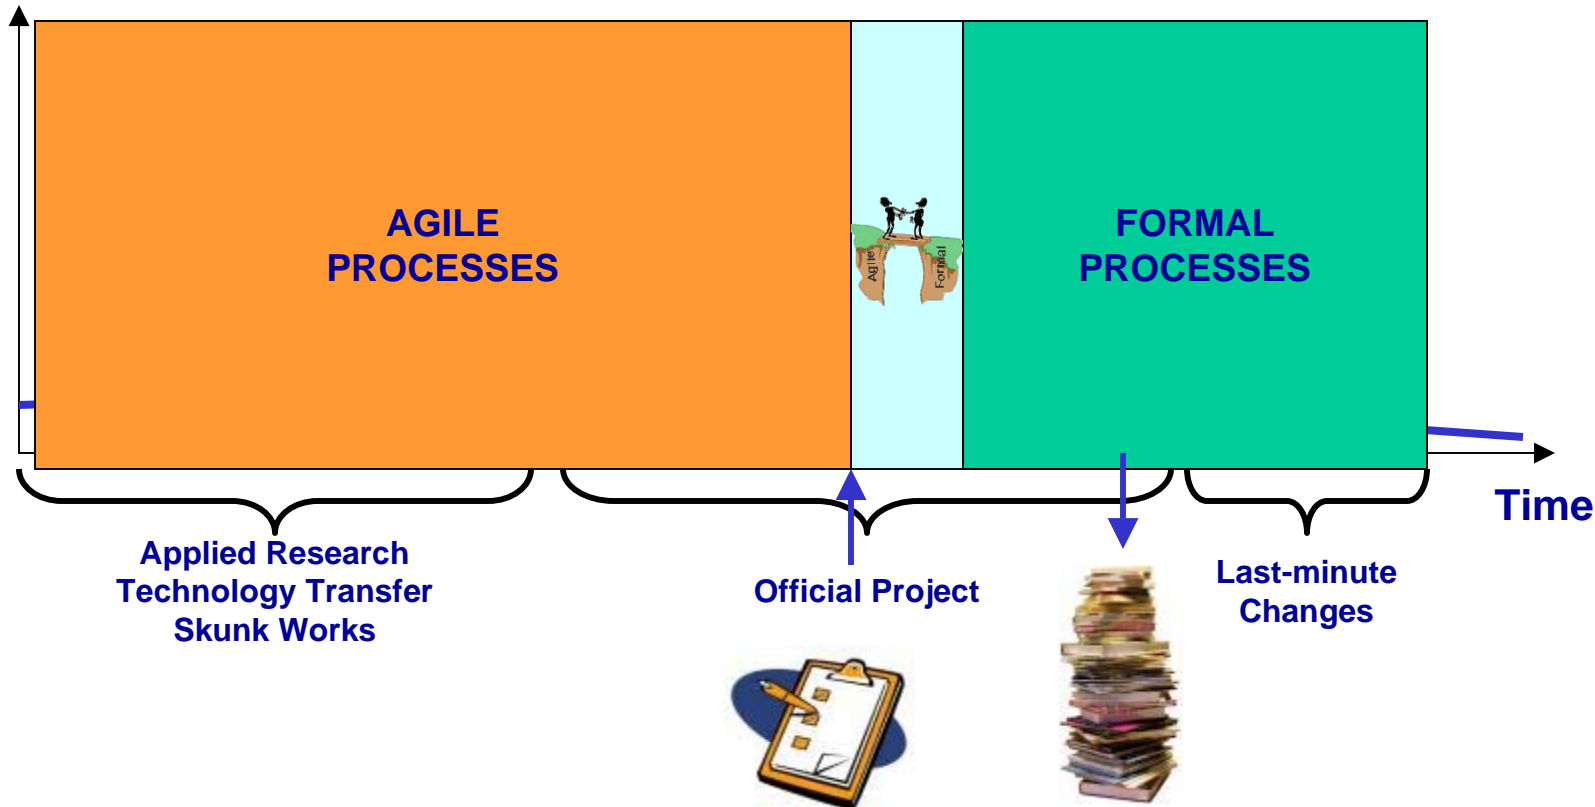 AGILE
PROCESSES
Agile
Formal
FORMAL
PROCESSES
Time
Applied Research
Technology Transfer
Skunk Works
Official Project
Last-minute
Changes